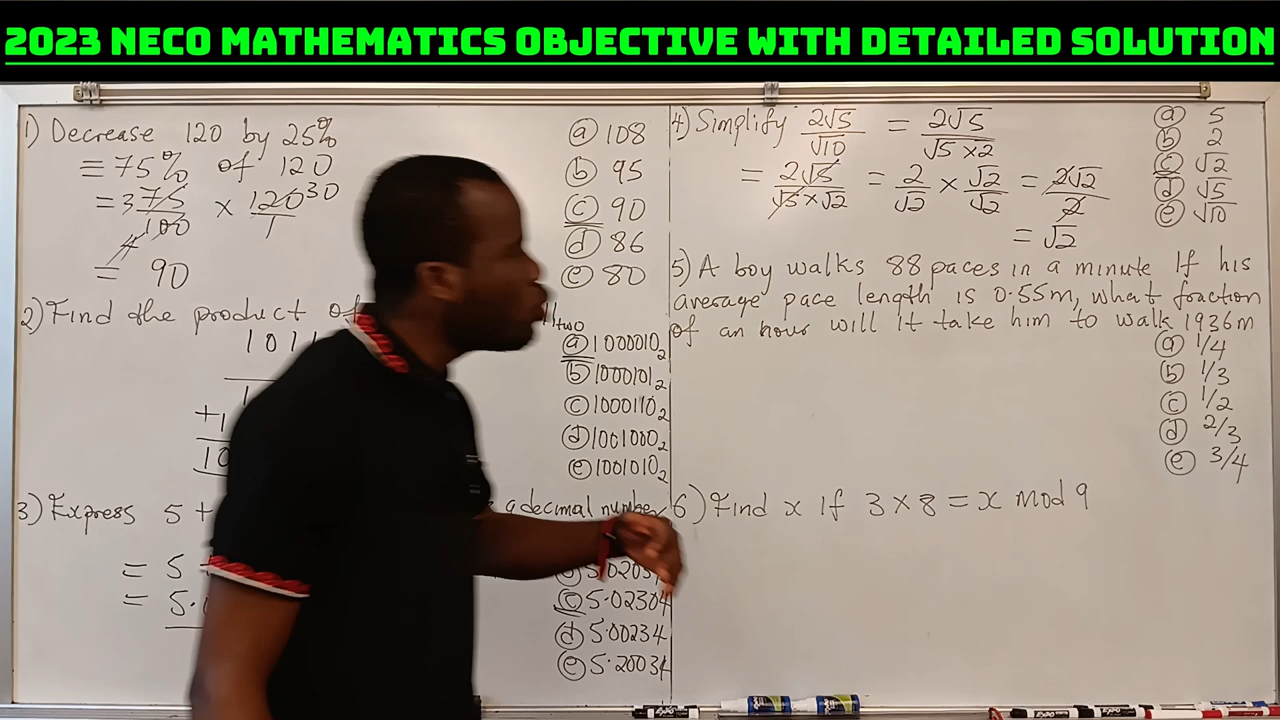 2023 NECO MATHEMATICS OBJECTIVE WITH DETAILED SOLUTION
1) Decrease 120 by 25%
= 75% of 120
= 3 75/100 4 × 120 30/1
= 90
ⓐ 108
ⓑ 95
ⓒ 90
ⓓ 86
ⓔ 80
2) Find the product of
two
1011
+1
10
ⓐ 1000010₂
ⓑ 1000101₂
ⓒ 1000110₂
ⓓ 1001000₂
ⓔ 1001010₂
3) Express 5 + a decimal number
= 5
= 5.
5.0203
ⓒ 5.02304
ⓓ 5.00234
ⓔ 5.20034
4) Simplify 2√5/√10 = 2√5/√5×2
= 2√5/√5×√2 = 2/√2 × √2/√2 = 2√2/2
= √2
ⓐ 5
ⓑ 2
ⓒ √2
ⓓ √5
ⓔ √10
5) A boy walks 88 paces in a minute If his
average pace length is 0.55m, what fraction
of an hour will it take him to walk 1936m
ⓐ 1/4
ⓑ 1/3
ⓒ 1/2
ⓓ 2/3
ⓔ 3/4
6) Find x If 3 × 8 = x mod 9